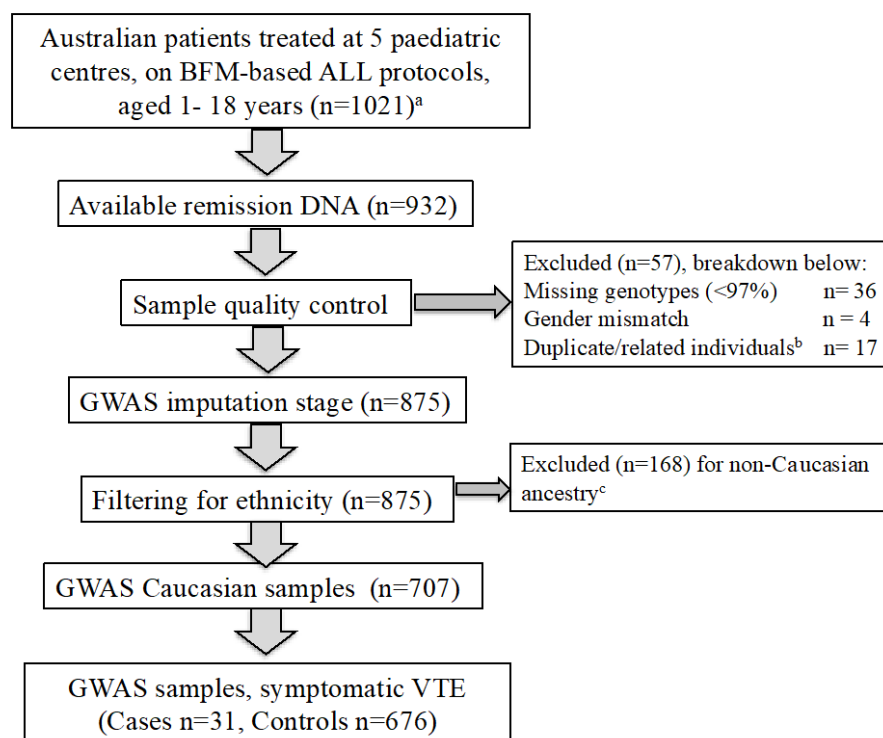 Australian patients treated at 5 paediatric
centres, on BFM-based ALL protocols,
aged 1- 18 years (n=1021)ᵃ
Available remission DNA (n=932)
Sample quality control
Excluded (n=57), breakdown below:
Missing genotypes (<97%) n= 36
Gender mismatch n = 4
Duplicate/related individualsᵇ n= 17
GWAS imputation stage (n=875)
Filtering for ethnicity (n=875)
Excluded (n=168) for non-Caucasian
ancestryᶜ
GWAS Caucasian samples (n=707)
GWAS samples, symptomatic VTE
(Cases n=31, Controls n=676)